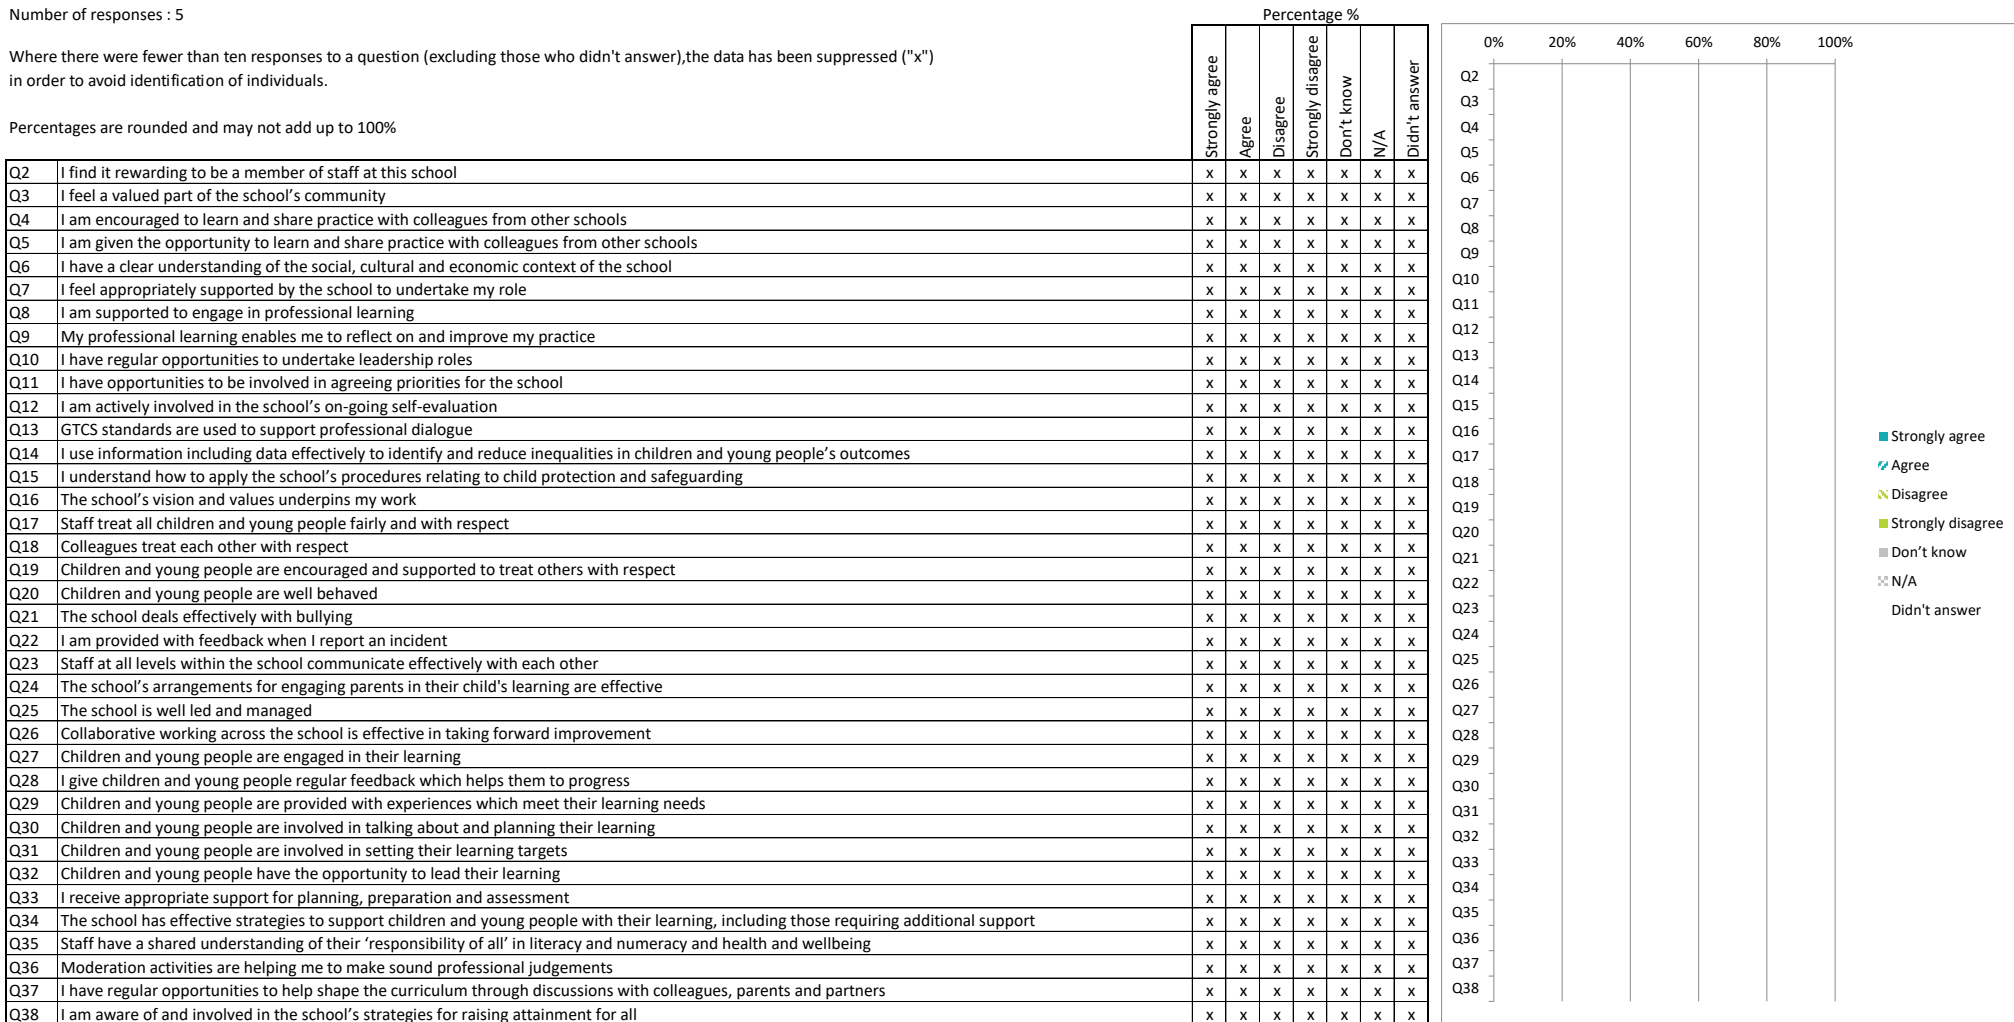 Number of responses : 5
Percentage %
Where there were fewer than ten responses to a question (excluding those who didn't answer),the data has been suppressed ("x")
in order to avoid identification of individuals.
Percentages are rounded and may not add up to 100%
Strongly agree
Agree
Disagree
Strongly disagree
Don't know
N/A
Didn't answer
Q2 I find it rewarding to be a member of staff at this school x x x x x x x
Q3 I feel a valued part of the school’s community x x x x x x x
Q4 I am encouraged to learn and share practice with colleagues from other schools x x x x x x x
Q5 I am given the opportunity to learn and share practice with colleagues from other schools x x x x x x x
Q6 I have a clear understanding of the social, cultural and economic context of the school x x x x x x x
Q7 I feel appropriately supported by the school to undertake my role x x x x x x x
Q8 I am supported to engage in professional learning x x x x x x x
Q9 My professional learning enables me to reflect on and improve my practice x x x x x x x
Q10 I have regular opportunities to undertake leadership roles x x x x x x x
Q11 I have opportunities to be involved in agreeing priorities for the school x x x x x x x
Q12 I am actively involved in the school’s on-going self-evaluation x x x x x x x
Q13 GTCS standards are used to support professional dialogue x x x x x x x
Q14 I use information including data effectively to identify and reduce inequalities in children and young people’s outcomes x x x x x x x
Q15 I understand how to apply the school’s procedures relating to child protection and safeguarding x x x x x x x
Q16 The school’s vision and values underpins my work x x x x x x x
Q17 Staff treat all children and young people fairly and with respect x x x x x x x
Q18 Colleagues treat each other with respect x x x x x x x
Q19 Children and young people are encouraged and supported to treat others with respect x x x x x x x
Q20 Children and young people are well behaved x x x x x x x
Q21 The school deals effectively with bullying x x x x x x x
Q22 I am provided with feedback when I report an incident x x x x x x x
Q23 Staff at all levels within the school communicate effectively with each other x x x x x x x
Q24 The school’s arrangements for engaging parents in their child's learning are effective x x x x x x x
Q25 The school is well led and managed x x x x x x x
Q26 Collaborative working across the school is effective in taking forward improvement x x x x x x x
Q27 Children and young people are engaged in their learning x x x x x x x
Q28 I give children and young people regular feedback which helps them to progress x x x x x x x
Q29 Children and young people are provided with experiences which meet their learning needs x x x x x x x
Q30 Children and young people are involved in talking about and planning their learning x x x x x x x
Q31 Children and young people are involved in setting their learning targets x x x x x x x
Q32 Children and young people have the opportunity to lead their learning x x x x x x x
Q33 I receive appropriate support for planning, preparation and assessment x x x x x x x
Q34 The school has effective strategies to support children and young people with their learning, including those requiring additional support x x x x x x x
Q35 Staff have a shared understanding of their ‘responsibility of all’ in literacy and numeracy and health and wellbeing x x x x x x x
Q36 Moderation activities are helping me to make sound professional judgements x x x x x x x
Q37 I have regular opportunities to help shape the curriculum through discussions with colleagues, parents and partners x x x x x x x
Q38 I am aware of and involved in the school’s strategies for raising attainment for all x x x x x x x
0% 20% 40% 60% 80% 100%
Q2
Q3
Q4
Q5
Q6
Q7
Q8
Q9
Q10
Q11
Q12
Q13
Q14
Q15
Q16
Q17
Q18
Q19
Q20
Q21
Q22
Q23
Q24
Q25
Q26
Q27
Q28
Q29
Q30
Q31
Q32
Q33
Q34
Q35
Q36
Q37
Q38
Strongly agree
Agree
Disagree
Strongly disagree
Don’t know
N/A
Didn't answer